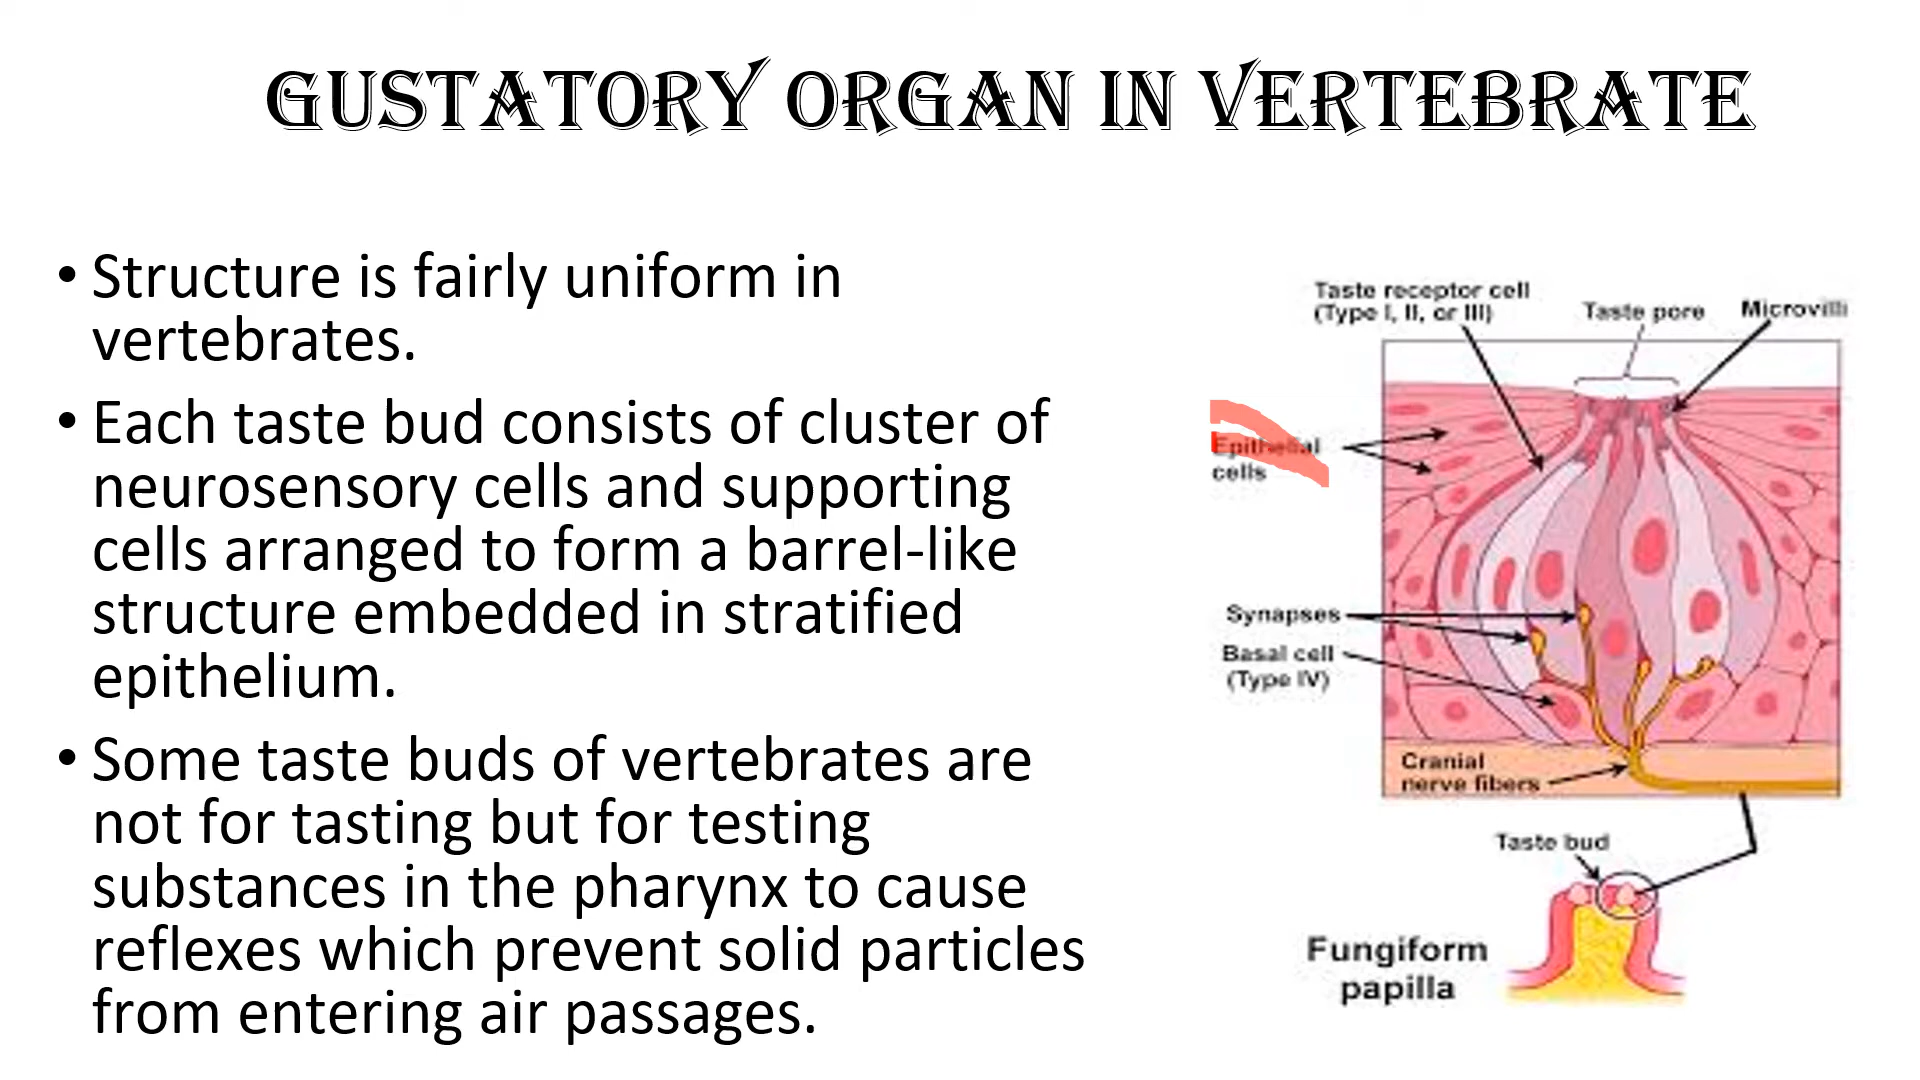 GUSTATORY ORGAN IN VERTEBRATE
• Structure is fairly uniform in
vertebrates.
• Each taste bud consists of cluster of
neurosensory cells and supporting
cells arranged to form a barrel-like
structure embedded in stratified
epithelium.
• Some taste buds of vertebrates are
not for tasting but for testing
substances in the pharynx to cause
reflexes which prevent solid particles
from entering air passages.
Taste receptor cell
(Type I, II, or III)
Taste pore
Microvilli
Epithelial
cells
Synapses
Basal cell
(Type IV)
Cranial
nerve fibers
Taste bud
Fungiform
papilla